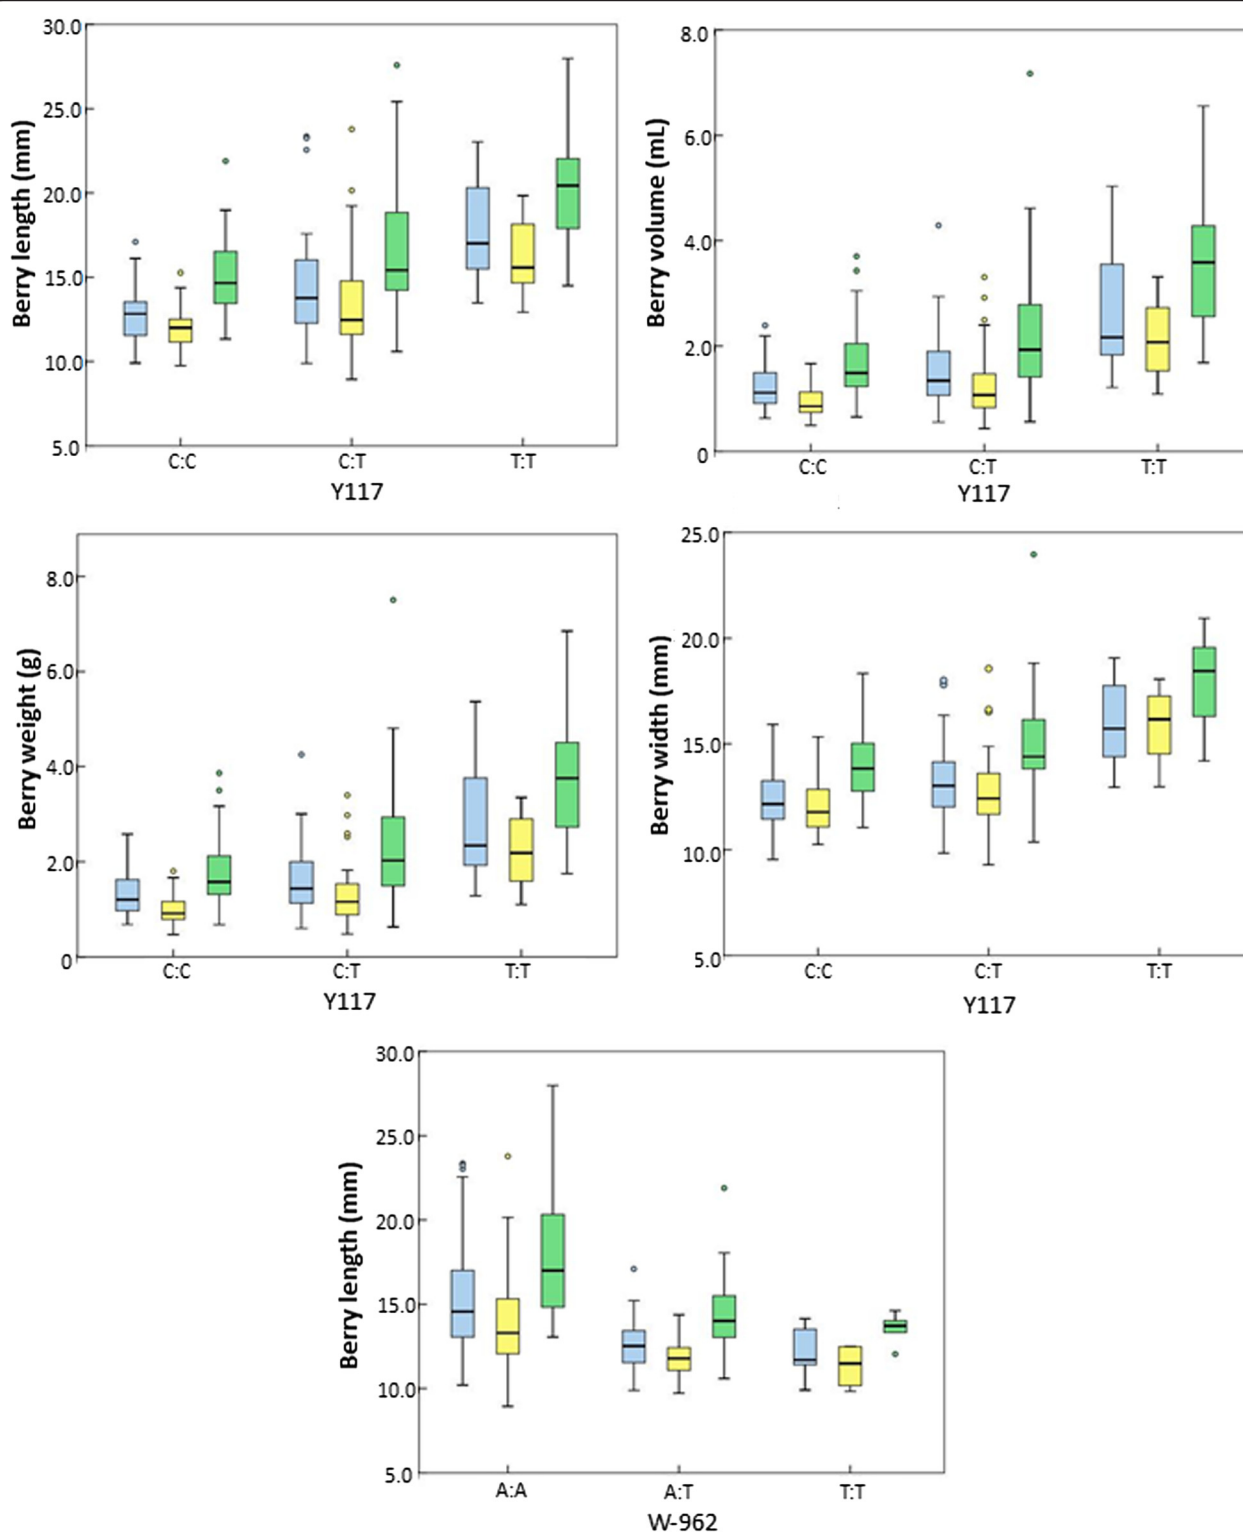 Berry length (mm)
30.0
25.0
20.0
15.0
10.0
5.0
C:C C:T T:T
Y117
Berry volume (mL)
8.0
6.0
4.0
2.0
0
C:C C:T T:T
Y117
Berry weight (g)
8.0
6.0
4.0
2.0
0
C:C C:T T:T
Y117
Berry width (mm)
25.0
20.0
15.0
10.0
5.0
C:C C:T T:T
Y117
Berry length (mm)
30.0
25.0
20.0
15.0
10.0
5.0
A:A A:T T:T
W-962